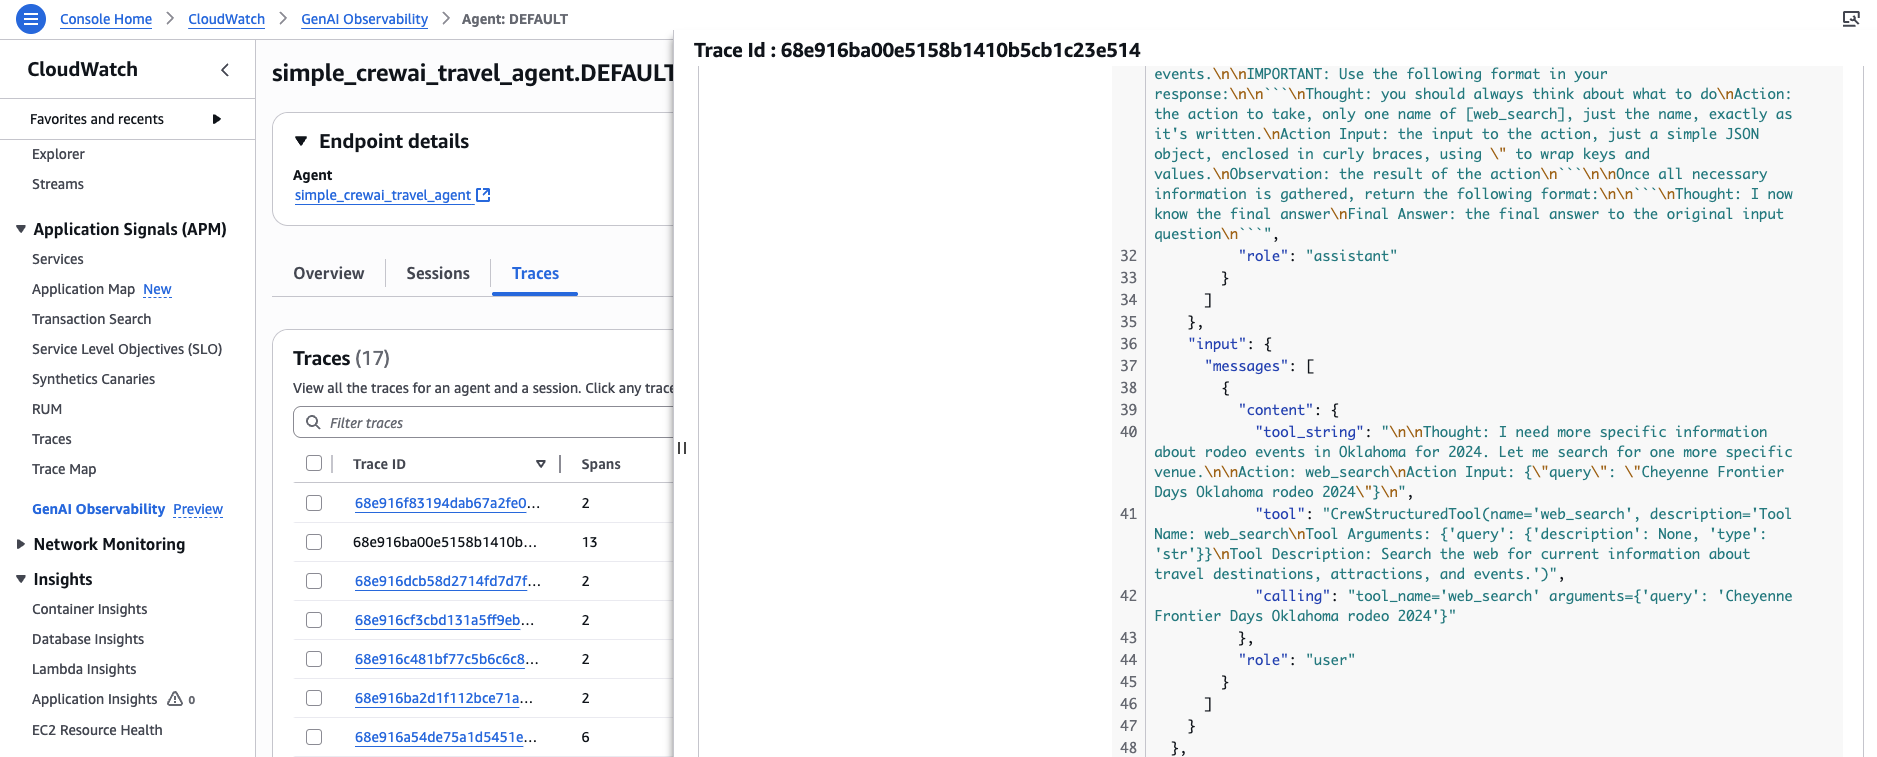 Console Home
CloudWatch
GenAI Observability
Agent: DEFAULT
CloudWatch
Favorites and recents
Explorer
Streams
Application Signals (APM)
Services
Application Map New
Transaction Search
Service Level Objectives (SLO)
Synthetics Canaries
RUM
Traces
Trace Map
GenAI Observability Preview
Network Monitoring
Insights
Container Insights
Database Insights
Lambda Insights
Application Insights 0
EC2 Resource Health
simple_crewai_travel_agent.DEFAULT
Endpoint details
Agent
simple_crewai_travel_agent
Overview
Sessions
Traces
Traces (17)
View all the traces for an agent and a session. Click any trace
Filter traces
Trace ID Spans
68e916f83194dab67a2fe0... 2
68e916ba00e5158b1410b... 13
68e916dcb58d2714fd7d7f... 2
68e916cf3cbd131a5ff9eb... 2
68e916c481bf77c5b6c6c8... 2
68e916ba2d1f112bce71a... 2
68e916a54de75a1d5451e... 6
Trace Id : 68e916ba00e5158b1410b5cb1c23e514
events.\n\nIMPORTANT: Use the following format in your
response:\n\n```\nThought: you should always think about what to do\nAction:
the action to take, only one name of [web_search], just the name, exactly as
it's written.\nAction Input: the input to the action, just a simple JSON
object, enclosed in curly braces, using \" to wrap keys and
values.\nObservation: the result of the action\n```\n\nOnce all necessary
information is gathered, return the following format:\n\n```\nThought: I now
know the final answer\nFinal Answer: the final answer to the original input
question\n```",
32 "role": "assistant"
33 }
34 ]
35 },
36 "input": {
37 "messages": [
38 {
39 "content": {
40 "tool_string": "\n\nThought: I need more specific information
about rodeo events in Oklahoma for 2024. Let me search for one more specific
venue.\n\nAction: web_search\nAction Input: {\"query\": \"Cheyenne Frontier
Days Oklahoma rodeo 2024\"}\n",
41 "tool": "CrewStructuredTool(name='web_search', description='Tool
Name: web_search\nTool Arguments: {'query': {'description': None, 'type':
'str'}}\nTool Description: Search the web for current information about
travel destinations, attractions, and events.')",
42 "calling": "tool_name='web_search' arguments={'query': 'Cheyenne
Frontier Days Oklahoma rodeo 2024'}"
43 },
44 "role": "user"
45 }
46 ]
47 }
48 },